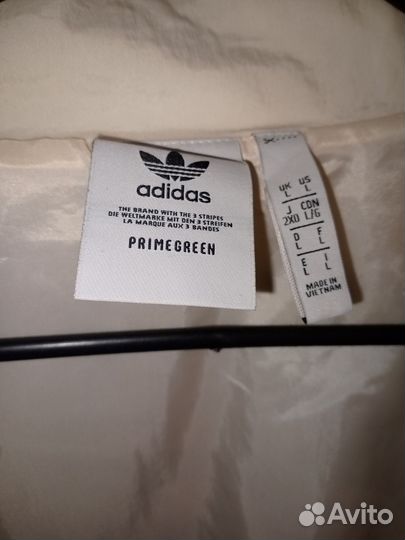 adidas
THE BRAND WITH THE 3 STRIPES
DIE WELTMARKE MIT DEN 3 STREIFEN
LA MARQUE AUX 3 BANDES
PRIMEGREEN
UK US
L L
J CDN
2XO L/G
D F
L L
E I
L L
MADE IN
VIETNAM
Avito